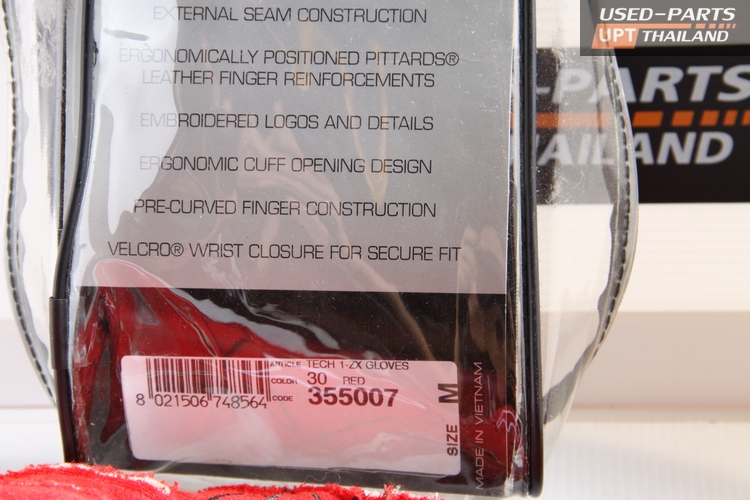 USED-PARTS
UPT THAILAND
EXTERNAL SEAM CONSTRUCTION
ERGONOMICALLY POSITIONED PITTARDS®
LEATHER FINGER REINFORCEMENTS
EMBROIDERED LOGOS AND DETAILS
ERGONOMIC CUFF OPENING DESIGN
PRE-CURVED FINGER CONSTRUCTION
VELCRO® WRIST CLOSURE FOR SECURE FIT
-PARTS
AILAND
ARTICLE TECH 1-ZX GLOVES
COLOR 30 RED
CODE 355007
8 021506 748564
SIZE M
MADE IN VIETNAM